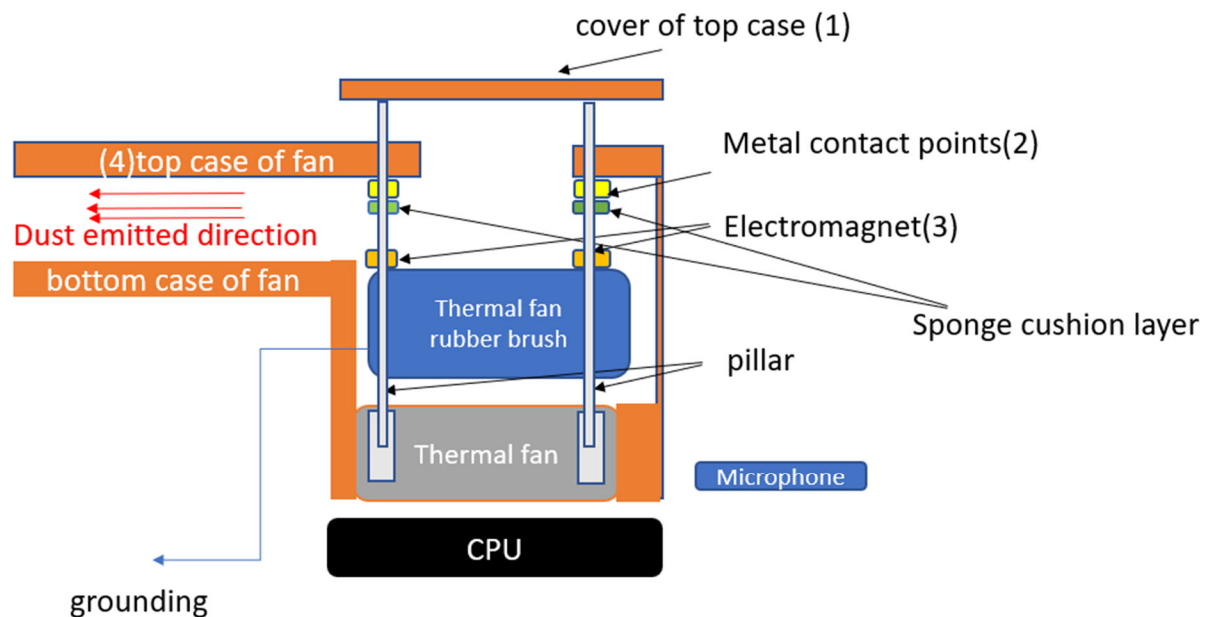 cover of top case (1)
(4)top case of fan
Metal contact points(2)
Dust emitted direction
Electromagnet(3)
bottom case of fan
Thermal fan
rubber brush
Sponge cushion layer
pillar
Thermal fan
Microphone
CPU
grounding